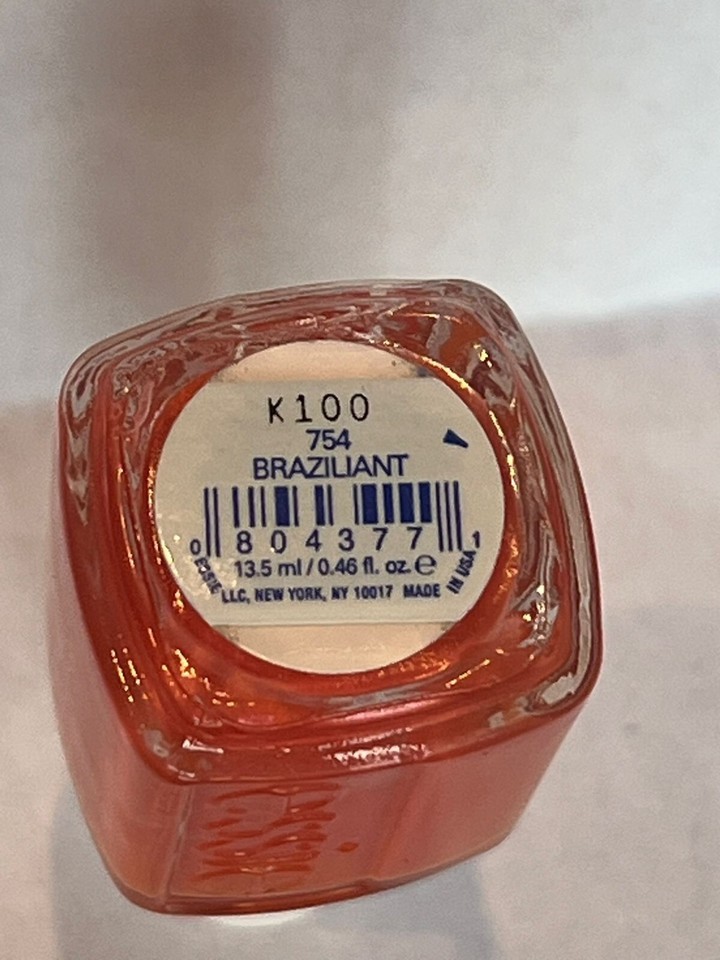 K100
754
BRAZILIANT
0 804377 1
13.5 ml / 0.46 fl. oz. e
ESSIE LLC, NEW YORK, NY 10017 MADE IN USA
essie